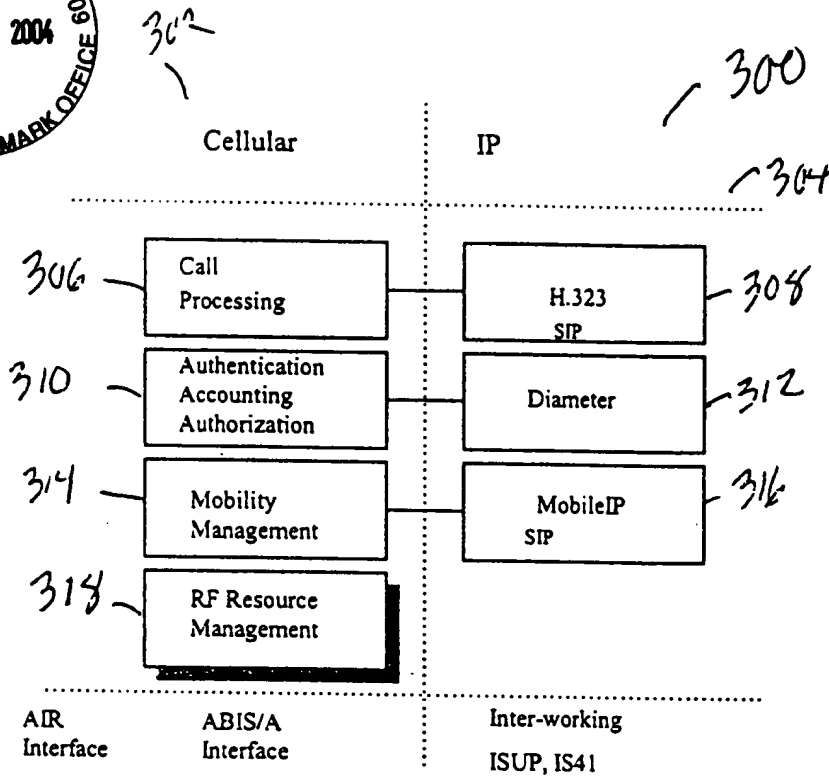 2004
MARK OFFICE 60
302
300
Cellular IP
304
306 Call
Processing
H.323
SIP
308
310 Authentication
Accounting
Authorization
Diameter
312
314 Mobility
Management
MobileIP
SIP
316
318 RF Resource
Management
AIR
Interface
ABIS/A
Interface
Inter-working
ISUP, IS41